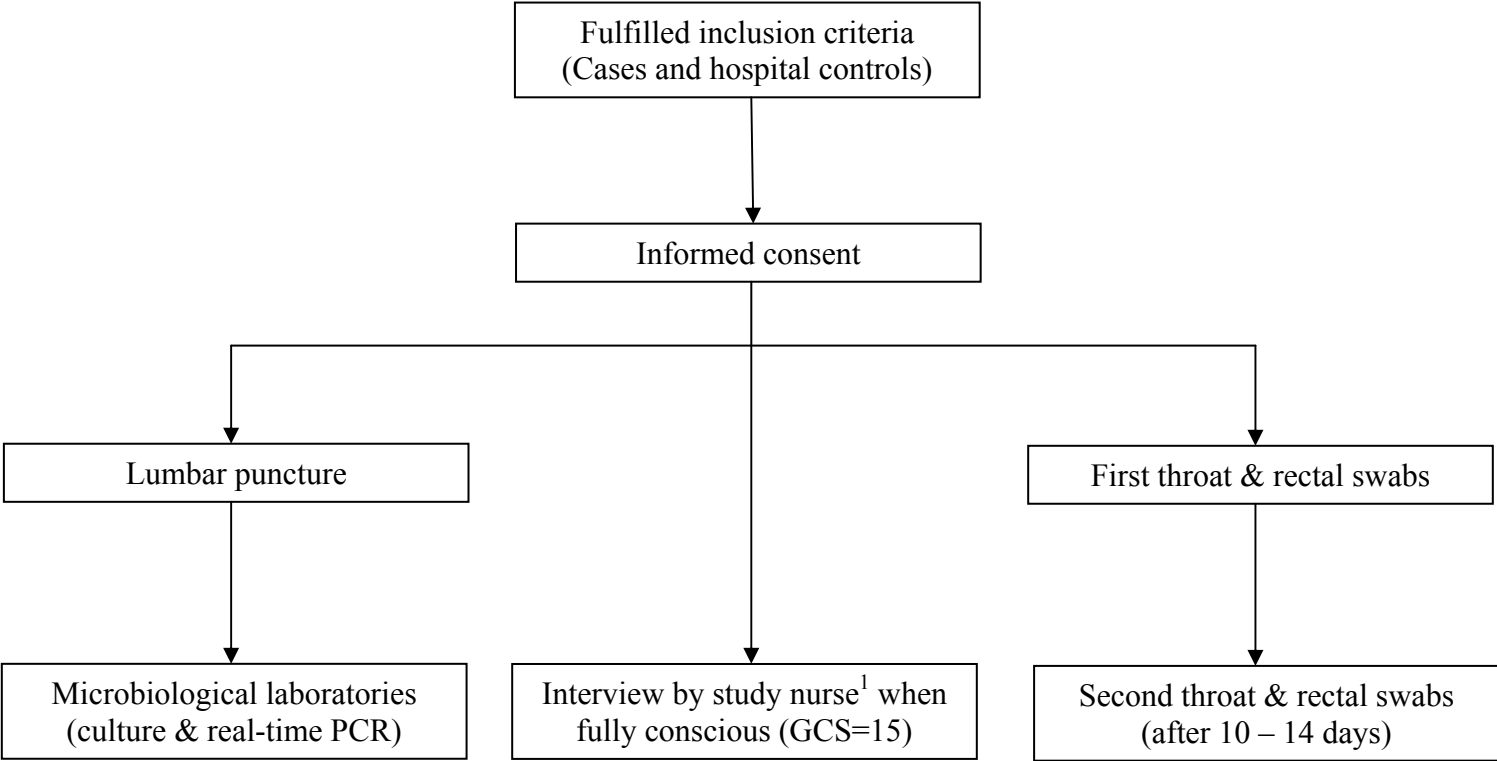 Fulfilled inclusion criteria
(Cases and hospital controls)
Informed consent
Lumbar puncture
First throat & rectal swabs
Microbiological laboratories
(culture & real-time PCR)
Interview by study nurse¹ when
fully conscious (GCS=15)
Second throat & rectal swabs
(after 10 – 14 days)